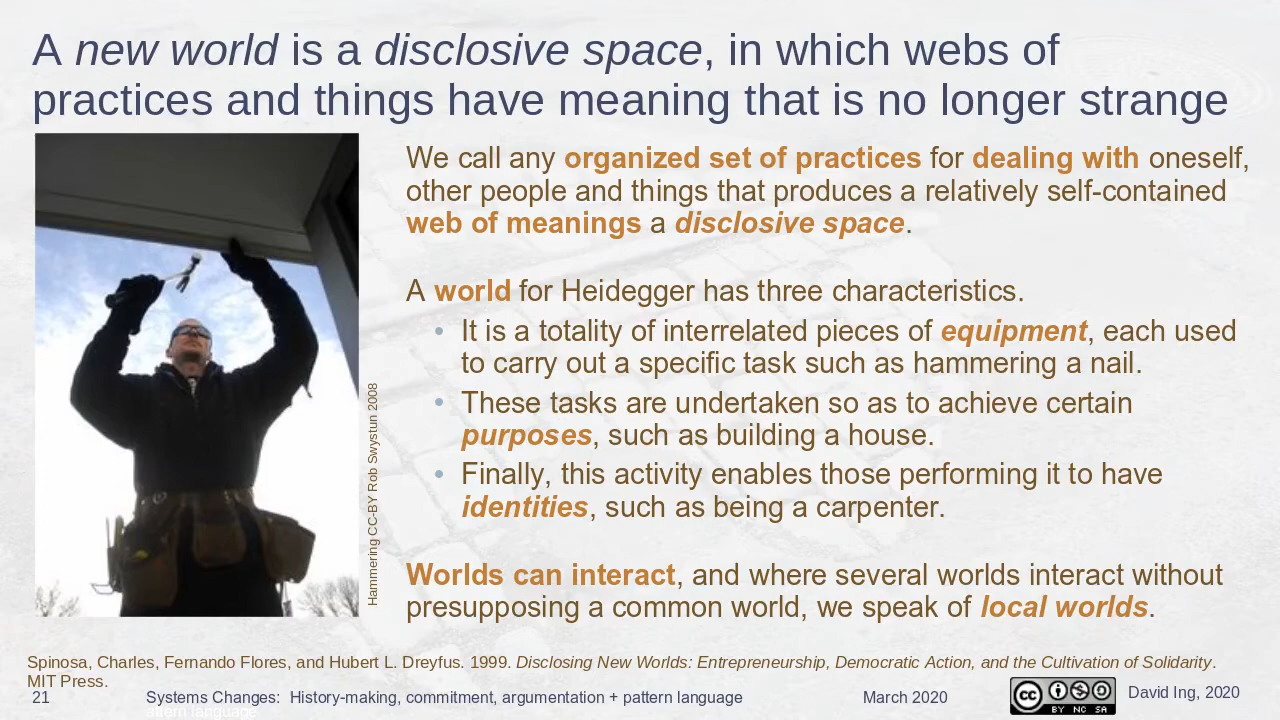 A new world is a disclosive space, in which webs of
practices and things have meaning that is no longer strange
We call any organized set of practices for dealing with oneself,
other people and things that produces a relatively self-contained
web of meanings a disclosive space.
A world for Heidegger has three characteristics.
• It is a totality of interrelated pieces of equipment, each used
to carry out a specific task such as hammering a nail.
• These tasks are undertaken so as to achieve certain
purposes, such as building a house.
• Finally, this activity enables those performing it to have
identities, such as being a carpenter.
Worlds can interact, and where several worlds interact without
presupposing a common world, we speak of local worlds.
Hammering CC-BY Rob Swystun 2008
Spinosa, Charles, Fernando Flores, and Hubert L. Dreyfus. 1999. Disclosing New Worlds: Entrepreneurship, Democratic Action, and the Cultivation of Solidarity.
MIT Press.
21
Systems Changes: History-making, commitment, argumentation + pattern language
March 2020
cc
BY NC SA
David Ing, 2020